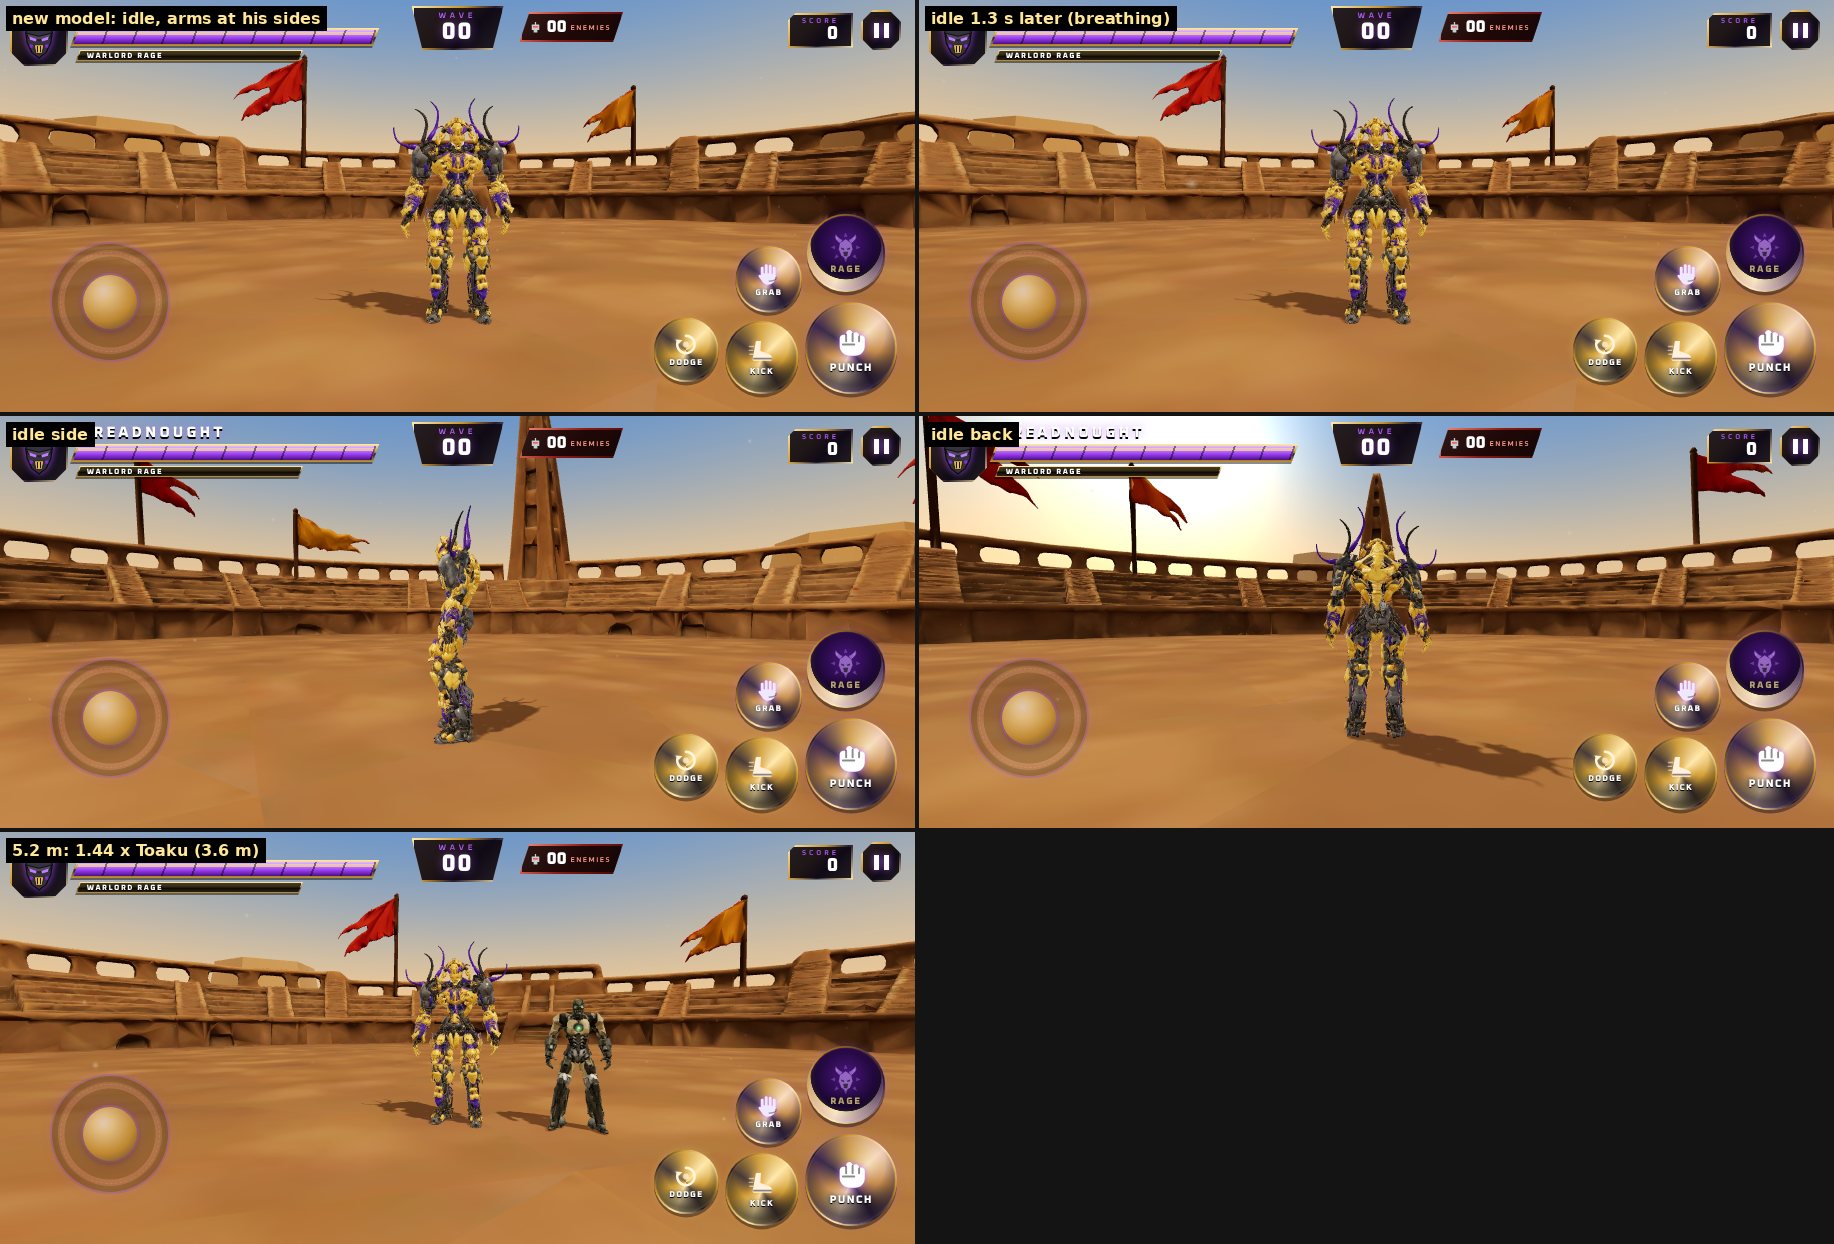 new model: idle, arms at his sides
WARLORD RAGE
WAVE
00
00 ENEMIES
SCORE
0
RAGE
GRAB
DODGE
KICK
PUNCH
idle 1.3 s later (breathing)
WARLORD RAGE
WAVE
00
00 ENEMIES
SCORE
0
RAGE
GRAB
DODGE
KICK
PUNCH
idle side
READNOUGHT
WARLORD RAGE
WAVE
00
00 ENEMIES
SCORE
0
RAGE
GRAB
DODGE
KICK
PUNCH
idle back
EADNOUGHT
WARLORD RAGE
WAVE
00
00 ENEMIES
SCORE
0
RAGE
GRAB
DODGE
KICK
PUNCH
5.2 m: 1.44 x Toaku (3.6 m)
WARLORD RAGE
WAVE
00
00 ENEMIES
SCORE
0
RAGE
GRAB
DODGE
KICK
PUNCH